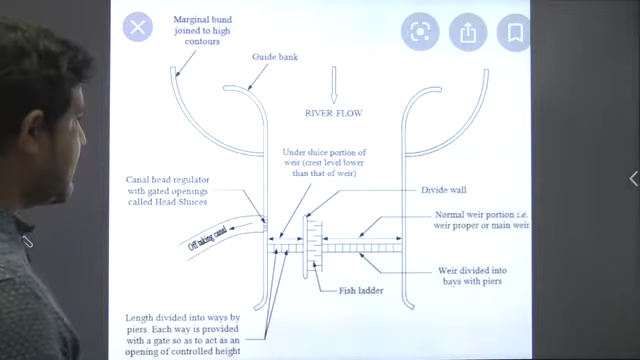 Marginal bund
joined to high
contours
Guide bank
RIVER FLOW
Under sluice portion of
weir (crest level lower
than that of weir)
Canal head regulator
with gated openings
called Head Sluices
Divide wall
Normal weir portion i.e.
weir proper or main weir
Off taking canal
Weir divided into
bays with piers
Fish ladder
Length divided into ways by
piers. Each way is provided
with a gate so as to act as an
opening of controlled height